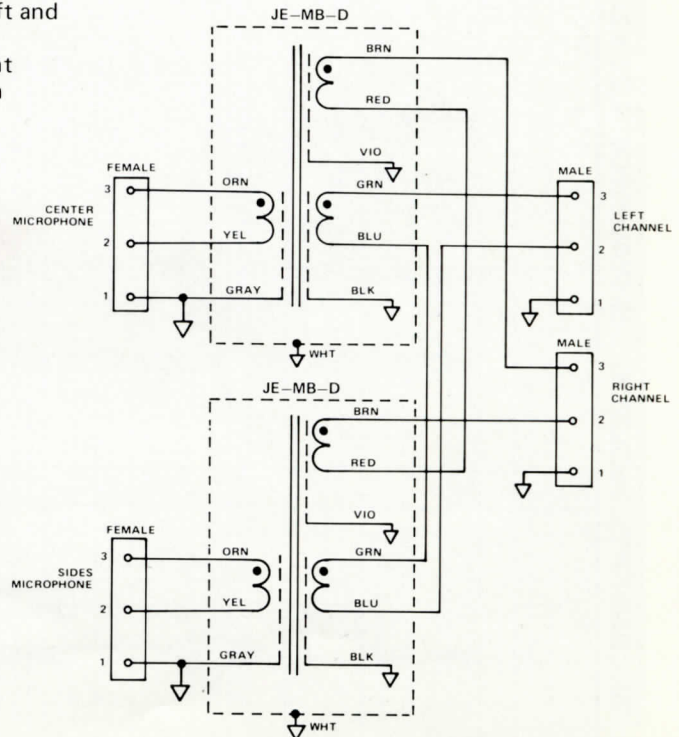 ft and
t
JE–MB–D
BRN
RED
VIO
GRN
BLU
BLK
WHT
FEMALE
CENTER
MICROPHONE
3
2
1
ORN
YEL
GRAY
MALE
3
2
1
LEFT
CHANNEL
MALE
3
2
1
RIGHT
CHANNEL
JE–MB–D
BRN
RED
VIO
GRN
BLU
BLK
WHT
FEMALE
SIDES
MICROPHONE
3
2
1
ORN
YEL
GRAY